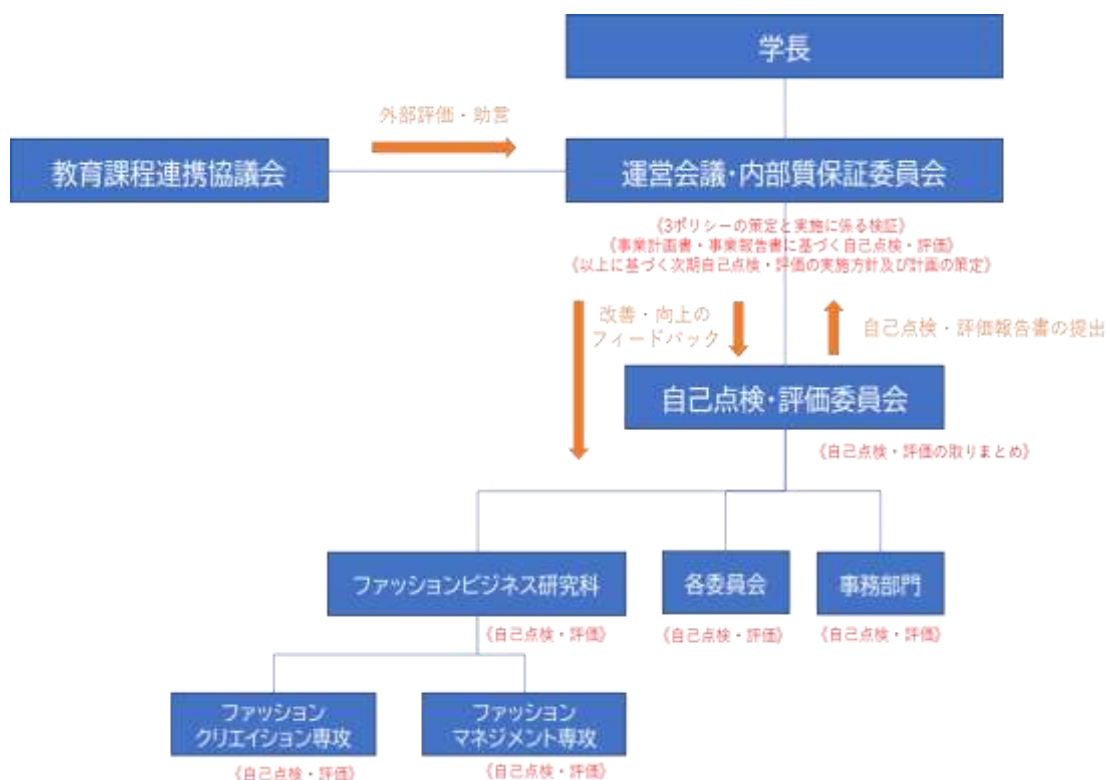 学長
外部評価・助言
教育課程連携協議会
運営会議・内部質保証委員会
《3ポリシーの策定と実施に係る検証》
《事業計画書・事業報告書に基づく自己点検・評価》
《以上に基づく次期自己点検・評価の実施方針及び計画の策定》
改善・向上の
フィードバック
自己点検・評価報告書の提出
自己点検・評価委員会
《自己点検・評価の取りまとめ》
ファッションビジネス研究科
各委員会
事務部門
《自己点検・評価》
《自己点検・評価》
《自己点検・評価》
ファッション
クリエイション専攻
ファッション
マネジメント専攻
《自己点検・評価》
《自己点検・評価》